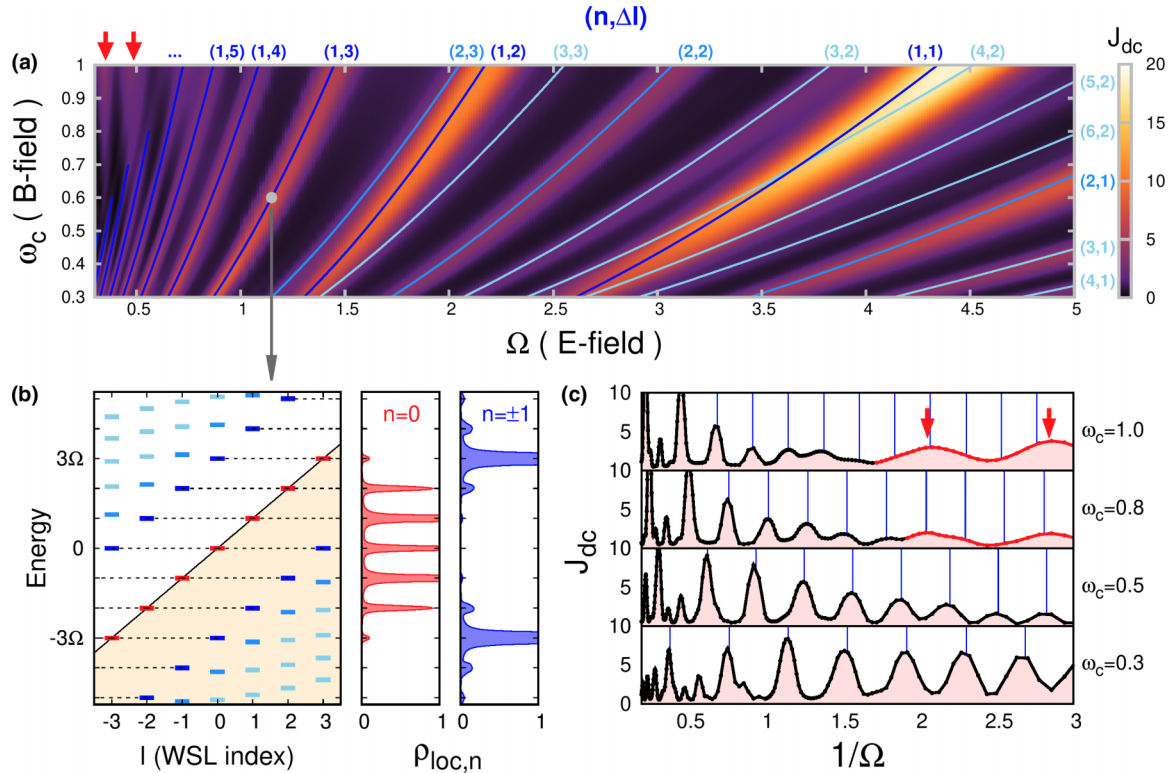 (n,Δl)
... (1,5) (1,4) (1,3) (2,3) (1,2) (3,3) (2,2) (3,2) (1,1) (4,2)
J_dc
(a)
1
0.9
0.8
0.7
0.6
0.5
0.4
0.3
ω_c ( B-field )
0.5 1 1.5 2 2.5 3 3.5 4 4.5 5
Ω ( E-field )
(5,2)
(6,2)
(2,1)
(3,1)
(4,1)
20
15
10
5
0
(b)
Energy
3Ω
0
-3Ω
-3 -2 -1 0 1 2 3
l (WSL index)
n=0
n=±1
0 1
0 1
ρ_loc,n
(c)
J_dc
10
5
10
5
10
5
10
5
0
ω_c=1.0
ω_c=0.8
ω_c=0.5
ω_c=0.3
0.5 1 1.5 2 2.5 3
1/Ω